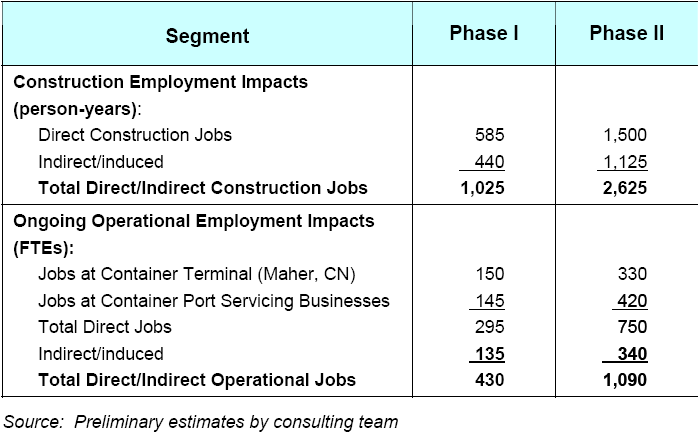 Segment Phase I Phase II
Construction Employment Impacts
(person-years):
Direct Construction Jobs 585 1,500
Indirect/induced 440 1,125
Total Direct/Indirect Construction Jobs 1,025 2,625
Ongoing Operational Employment Impacts
(FTEs):
Jobs at Container Terminal (Maher, CN) 150 330
Jobs at Container Port Servicing Businesses 145 420
Total Direct Jobs 295 750
Indirect/induced 135 340
Total Direct/Indirect Operational Jobs 430 1,090
Source: Preliminary estimates by consulting team